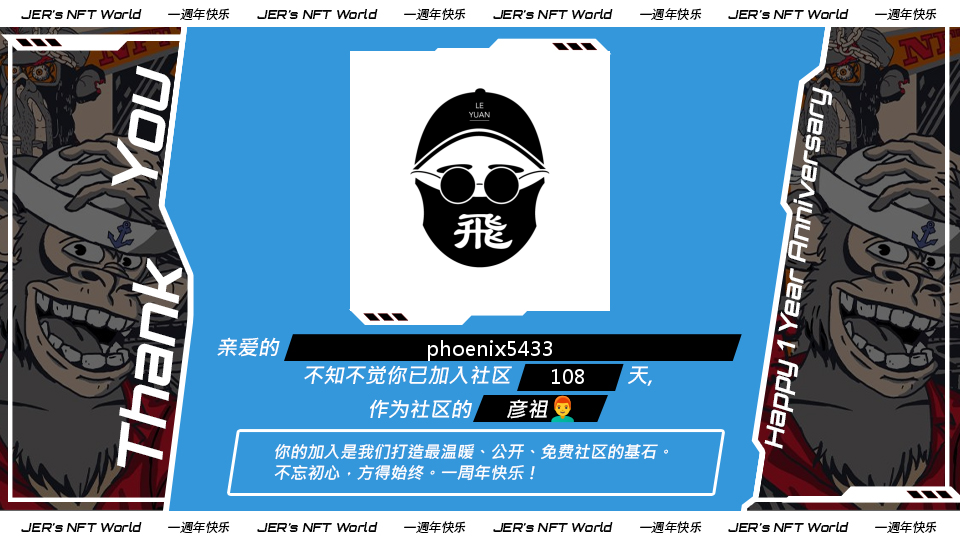 JER's NFT World 一週年快乐 JER's NFT World 一週年快乐 JER's NFT World 一週年快乐 JER's NFT World 一週年快乐
Thank You
LE
YUAN
飛
亲爱的 phoenix5433
不知不觉你已加入社区 108 天,
作为社区的 彦祖👨‍🦰
你的加入是我们打造最温暖、公开、免费社区的基石。
不忘初心，方得始终。一周年快乐！
Happy 1 Year Anniversary
JER's NFT World 一週年快乐 JER's NFT World 一週年快乐 JER's NFT World 一週年快乐 JER's NFT World 一週年快乐